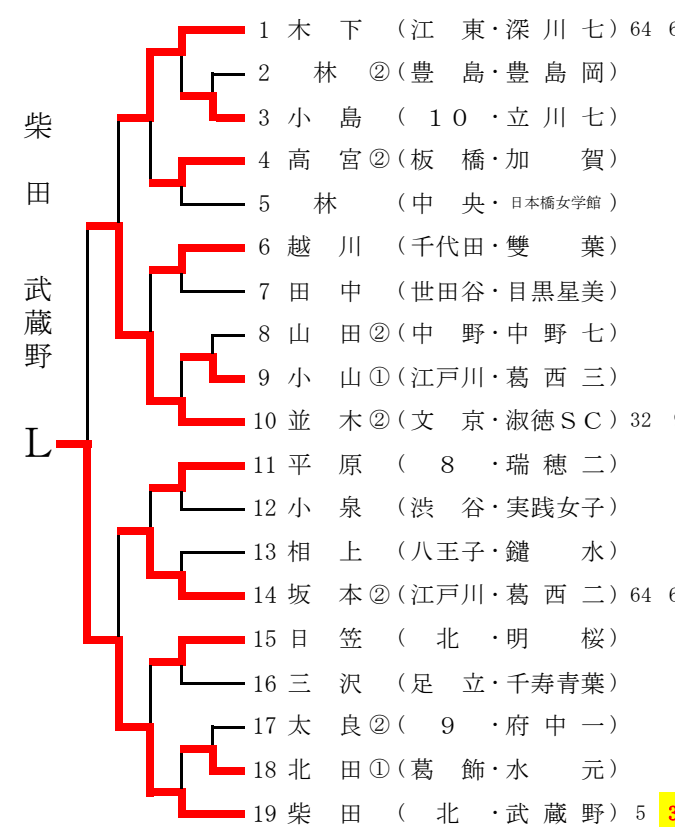 柴田 武蔵野
L
1 木 下 (江 東・深 川 七) 64
2 林 ②(豊 島・豊 島 岡)
3 小 島 ( 10 ・立 川 七)
4 高 宮②(板 橋・加 賀)
5 林 (中 央・日本橋女学館)
6 越 川 (千代田・雙 葉)
7 田 中 (世田谷・目黒星美)
8 山 田②(中 野・中 野 七)
9 小 山①(江戸川・葛 西 三)
10 並 木②(文 京・淑徳SC) 32
11 平 原 ( 8 ・瑞 穂 二)
12 小 泉 (渋 谷・実践女子)
13 相 上 (八王子・鑓 水)
14 坂 本②(江戸川・葛 西 二) 64
15 日 笠 ( 北 ・明 桜)
16 三 沢 (足 立・千寿青葉)
17 太 良②( 9 ・府 中 一)
18 北 田①(葛 飾・水 元)
19 柴 田 ( 北 ・武 蔵 野) 5